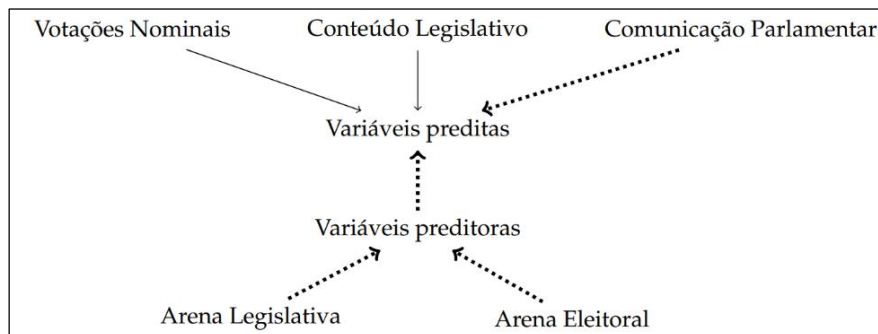 Votações Nominais
Conteúdo Legislativo
Comunicação Parlamentar
Variáveis preditas
Variáveis preditoras
Arena Legislativa
Arena Eleitoral